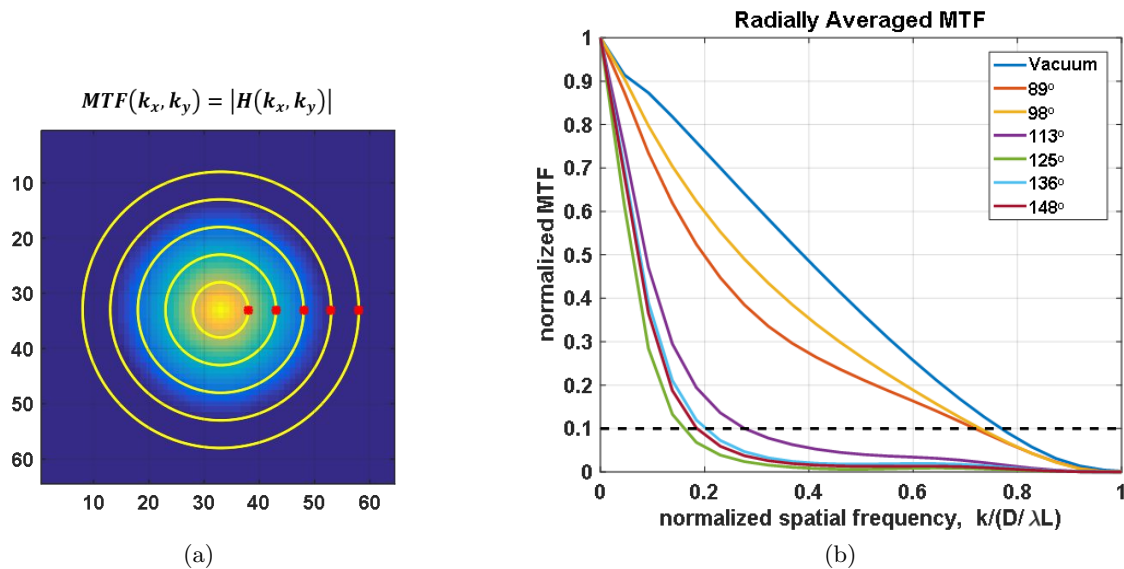 MTF(kx, ky) = |H(kx, ky)|
10
20
30
40
50
60
10 20 30 40 50 60
(a)
Radially Averaged MTF
normalized MTF
1
0.9
0.8
0.7
0.6
0.5
0.4
0.3
0.2
0.1
0
Vacuum
89°
98°
113°
125°
136°
148°
0 0.2 0.4 0.6 0.8 1
normalized spatial frequency, k/(D/ λL)
(b)